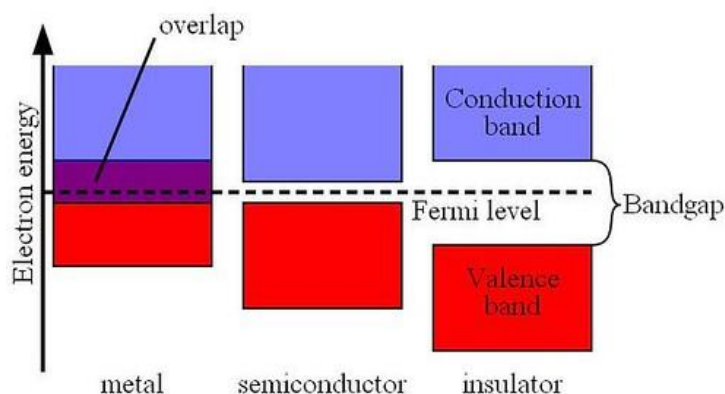 overlap
Electron energy
Conduction
band
Fermi level
Bandgap
Valence
band
metal
semiconductor
insulator